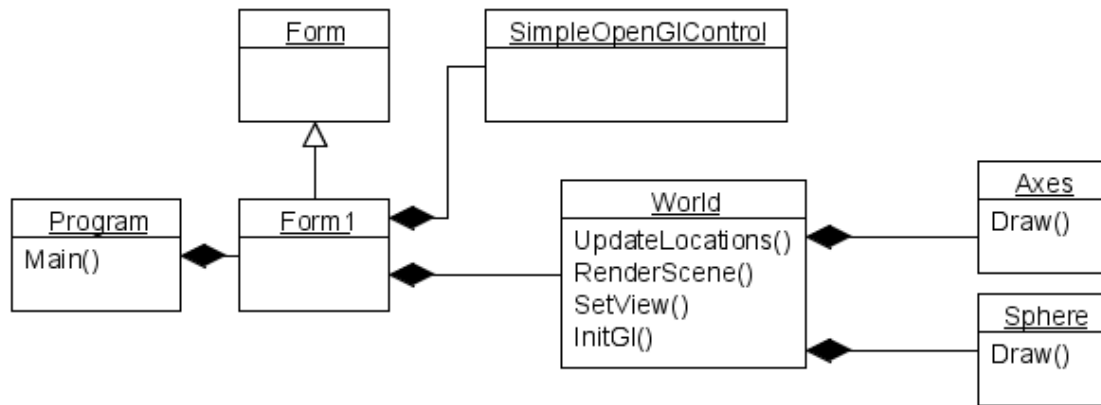 Form
SimpleOpenGlControl
Program
Main()
Form1
World
UpdateLocations()
RenderScene()
SetView()
InitGl()
Axes
Draw()
Sphere
Draw()